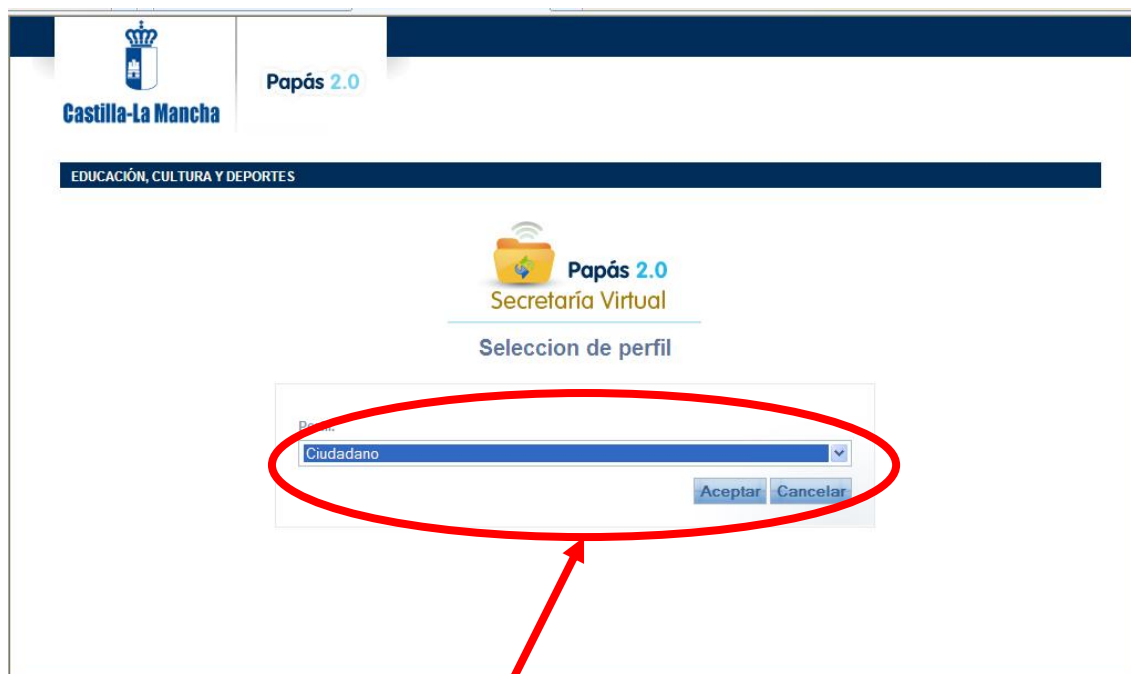 Castilla-La Mancha
Papás 2.0
EDUCACIÓN, CULTURA Y DEPORTES
Papás 2.0
Secretaría Virtual
Seleccion de perfil
Ciudadano
Aceptar Cancelar